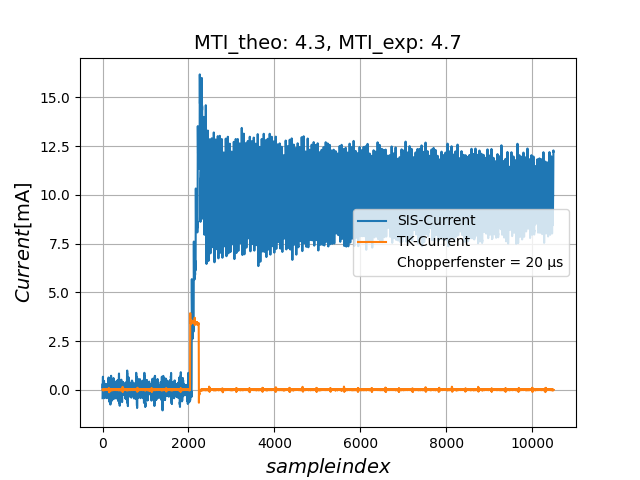 MTI_theo: 4.3, MTI_exp: 4.7
Current[mA]
15.0
12.5
10.0
7.5
5.0
2.5
0.0
SIS-Current
TK-Current
Chopperfenster = 20 µs
0 2000 4000 6000 8000 10000
sampleindex